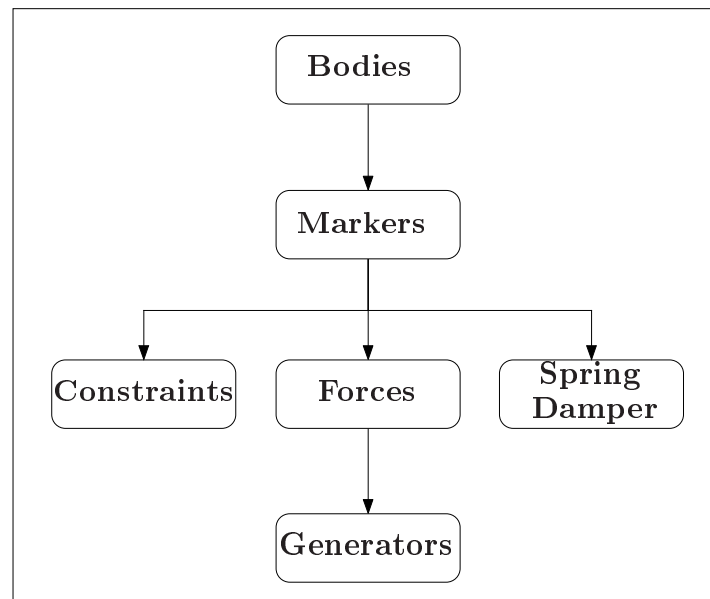 Bodies
Markers
Constraints
Forces
Spring
Damper
Generators